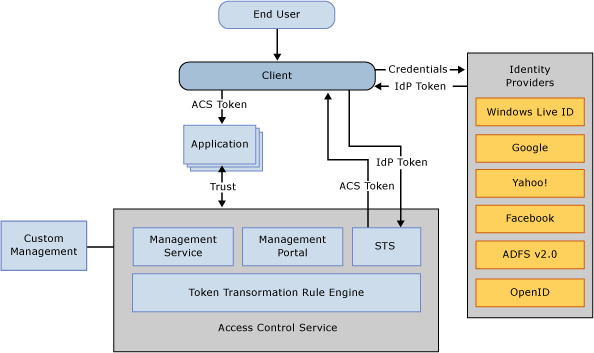 End User
Client
Credentials
IdP Token
Identity
Providers
Windows Live ID
Google
Yahoo!
Facebook
ADFS v2.0
OpenID
ACS Token
Application
IdP Token
ACS Token
Trust
Custom
Management
Management
Service
Management
Portal
STS
Token Transormation Rule Engine
Access Control Service